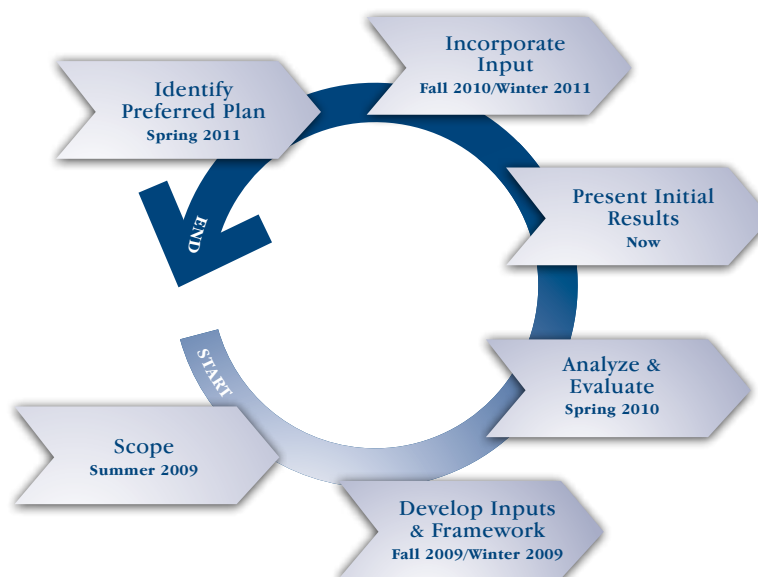 Incorporate
Input
Fall 2010/Winter 2011
Identify
Preferred Plan
Spring 2011
Present Initial
Results
Now
END
START
Analyze &
Evaluate
Spring 2010
Scope
Summer 2009
Develop Inputs
& Framework
Fall 2009/Winter 2009